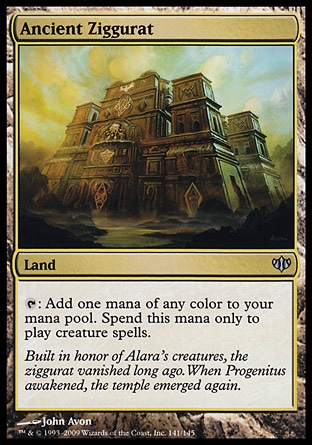 Ancient Ziggurat
Land
: Add one mana of any color to your
mana pool. Spend this mana only to
play creature spells.
Built in honor of Alara's creatures, the
ziggurat vanished long ago. When Progenitus
awakened, the temple emerged again.
John Avon
™ & © 1993–2009 Wizards of the Coast, Inc. 141/145